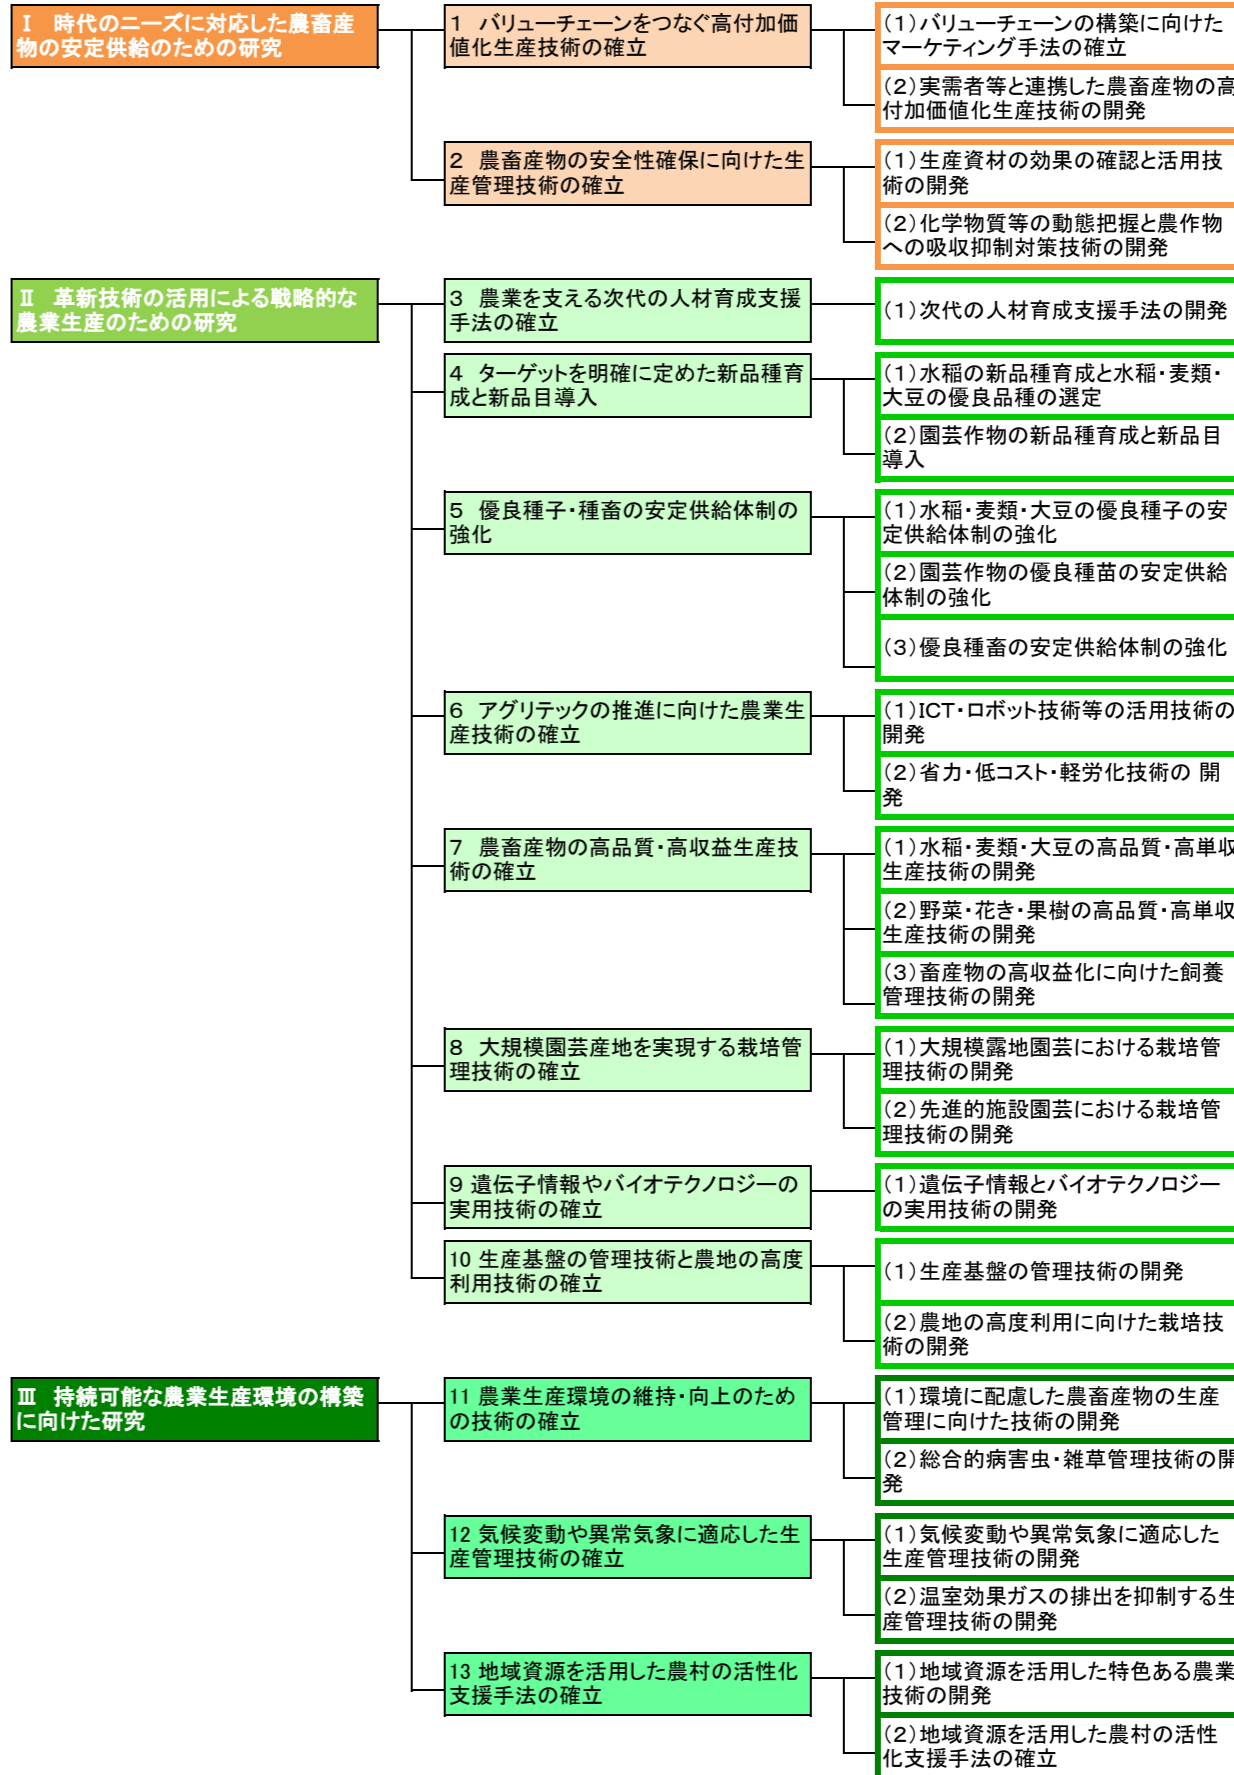 Ⅰ　時代のニーズに対応した農畜産
物の安定供給のための研究
1　バリューチェーンをつなぐ高付加価
値化生産技術の確立
(1)バリューチェーンの構築に向けた
マーケティング手法の確立
(2)実需者等と連携した農畜産物の高
付加価値化生産技術の開発
2　農畜産物の安全性確保に向けた生
産管理技術の確立
(1)生産資材の効果の確認と活用技
術の開発
(2)化学物質等の動態把握と農作物
への吸収抑制対策技術の開発
Ⅱ　革新技術の活用による戦略的な
農業生産のための研究
3　農業を支える次代の人材育成支援
手法の確立
(1)次代の人材育成支援手法の開発
4　ターゲットを明確に定めた新品種育
成と新品目導入
(1)水稲の新品種育成と水稲・麦類・
大豆の優良品種の選定
(2)園芸作物の新品種育成と新品目
導入
5　優良種子・種畜の安定供給体制の
強化
(1)水稲・麦類・大豆の優良種子の安
定供給体制の強化
(2)園芸作物の優良種苗の安定供給
体制の強化
(3)優良種畜の安定供給体制の強化
6　アグリテックの推進に向けた農業生
産技術の確立
(1)ICT・ロボット技術等の活用技術の
開発
(2)省力・低コスト・軽労化技術の 開
発
7　農畜産物の高品質・高収益生産技
術の確立
(1)水稲・麦類・大豆の高品質・高単収
生産技術の開発
(2)野菜・花き・果樹の高品質・高単収
生産技術の開発
(3)畜産物の高収益化に向けた飼養
管理技術の開発
8　大規模園芸産地を実現する栽培管
理技術の確立
(1)大規模露地園芸における栽培管
理技術の開発
(2)先進的施設園芸における栽培管
理技術の開発
9 遺伝子情報やバイオテクノロジーの
実用技術の確立
(1)遺伝子情報とバイオテクノロジー
の実用技術の開発
10 生産基盤の管理技術と農地の高度
利用技術の確立
(1)生産基盤の管理技術の開発
(2)農地の高度利用に向けた栽培技
術の開発
Ⅲ　持続可能な農業生産環境の構築
に向けた研究
11 農業生産環境の維持・向上のため
の技術の確立
(1)環境に配慮した農畜産物の生産
管理に向けた技術の開発
(2)総合的病害虫・雑草管理技術の開
発
12 気候変動や異常気象に適応した生
産管理技術の確立
(1)気候変動や異常気象に適応した
生産管理技術の開発
(2)温室効果ガスの排出を抑制する生
産管理技術の開発
13 地域資源を活用した農村の活性化
支援手法の確立
(1)地域資源を活用した特色ある農業
技術の開発
(2)地域資源を活用した農村の活性
化支援手法の確立